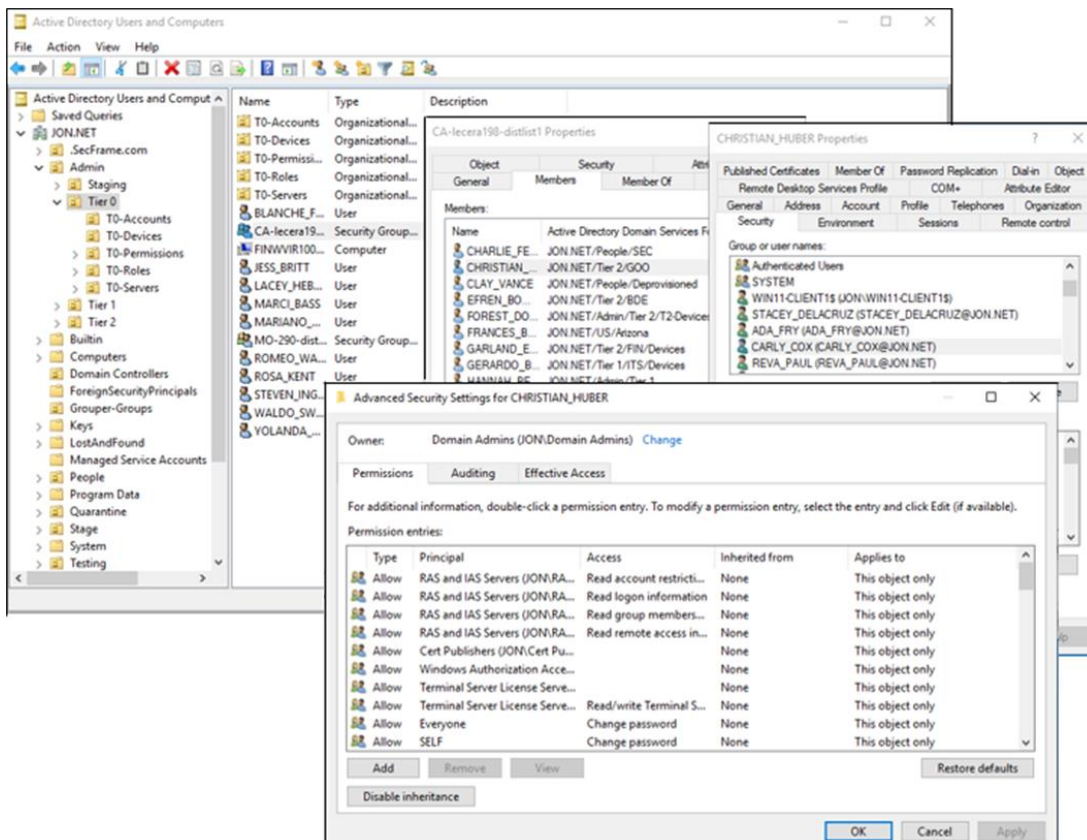 Active Directory Users and Computers
File Action View Help
Active Directory Users and Comput
Saved Queries
JON.NET
.SecFrame.com
Admin
Staging
Tier 0
T0-Accounts
T0-Devices
T0-Permissions
T0-Roles
T0-Servers
Tier 1
Tier 2
Builtin
Computers
Domain Controllers
ForeignSecurityPrincipals
Grouper-Groups
Keys
LostAndFound
Managed Service Accounts
People
Program Data
Quarantine
Stage
System
Testing
Name Type Description
T0-Accounts Organizational...
T0-Devices Organizational...
T0-Permissi... Organizational...
T0-Roles Organizational...
T0-Servers Organizational...
BLANCHE_F... User
CA-lecera19... Security Group...
FINWVIR100... Computer
JESS_BRITT User
LACEY_HEB... User
MARCI_BASS User
MARIANO_... User
MO-290-dist... Security Group...
ROMEO_WA... User
ROSA_KENT User
STEVEN_ING...
WALDO_SW...
YOLANDA_...
CA-lecera198-distlist1 Properties
Object Security
General Members Member Of
Members:
Name Active Directory Domain Services Fo
CHARLIE_FE... JON.NET/People/SEC
CHRISTIAN_... JON.NET/Tier 2/GOO
CLAY_VANCE JON.NET/People/Deprovisioned
EFREN_BO... JON.NET/Tier 2/BDE
FOREST_DO... JON.NET/Admin/Tier 2/T2-Devices
FRANCES_B... JON.NET/US/Arizona
GARLAND_E... JON.NET/Tier 2/FIN/Devices
GERARDO_B... JON.NET/Tier 1/ITS/Devices
JON.NET/Admin/Tier 1
CHRISTIAN_HUBER Properties
Published Certificates Member Of Password Replication Dial-in Object
Remote Desktop Services Profile COM+ Attribute Editor
General Address Account Profile Telephones Organization
Security Environment Sessions Remote control
Group or user names:
Authenticated Users
SYSTEM
WIN11-CLIENT1$ (JON\WIN11-CLIENT1$)
STACEY_DELACRUZ (STACEY_DELACRUZ@JON.NET)
ADA_FRY (ADA_FRY@JON.NET)
CARLY_COX (CARLY_COX@JON.NET)
REVA_PAUL (REVA_PAUL@JON.NET)
Advanced Security Settings for CHRISTIAN_HUBER
Owner: Domain Admins (JON\Domain Admins) Change
Permissions Auditing Effective Access
For additional information, double-click a permission entry. To modify a permission entry, select the entry and click Edit (if available).
Permission entries:
Type Principal Access Inherited from Applies to
Allow RAS and IAS Servers (JON\RA... Read account restricti... None This object only
Allow RAS and IAS Servers (JON\RA... Read logon information None This object only
Allow RAS and IAS Servers (JON\RA... Read group members... None This object only
Allow RAS and IAS Servers (JON\RA... Read remote access in... None This object only
Allow Cert Publishers (JON\Cert Pu... None This object only
Allow Windows Authorization Acce... None This object only
Allow Terminal Server License Serve... None This object only
Allow Terminal Server License Serve... Read/write Terminal S... None This object only
Allow Everyone Change password None This object only
Allow SELF Change password None This object only
Add Remove View Restore defaults
Disable inheritance
OK Cancel Apply